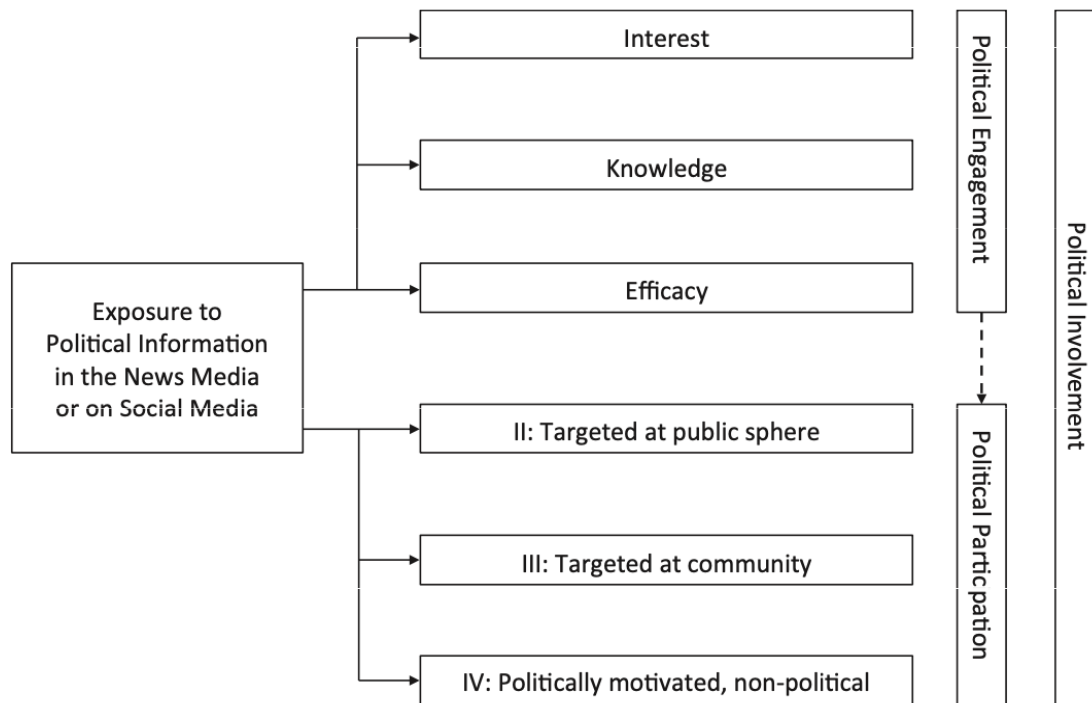 Interest
Knowledge
Efficacy
Exposure to
Political Information
in the News Media
or on Social Media
II: Targeted at public sphere
III: Targeted at community
IV: Politically motivated, non-political
Political Engagement
Political Particpation
Political Involvement